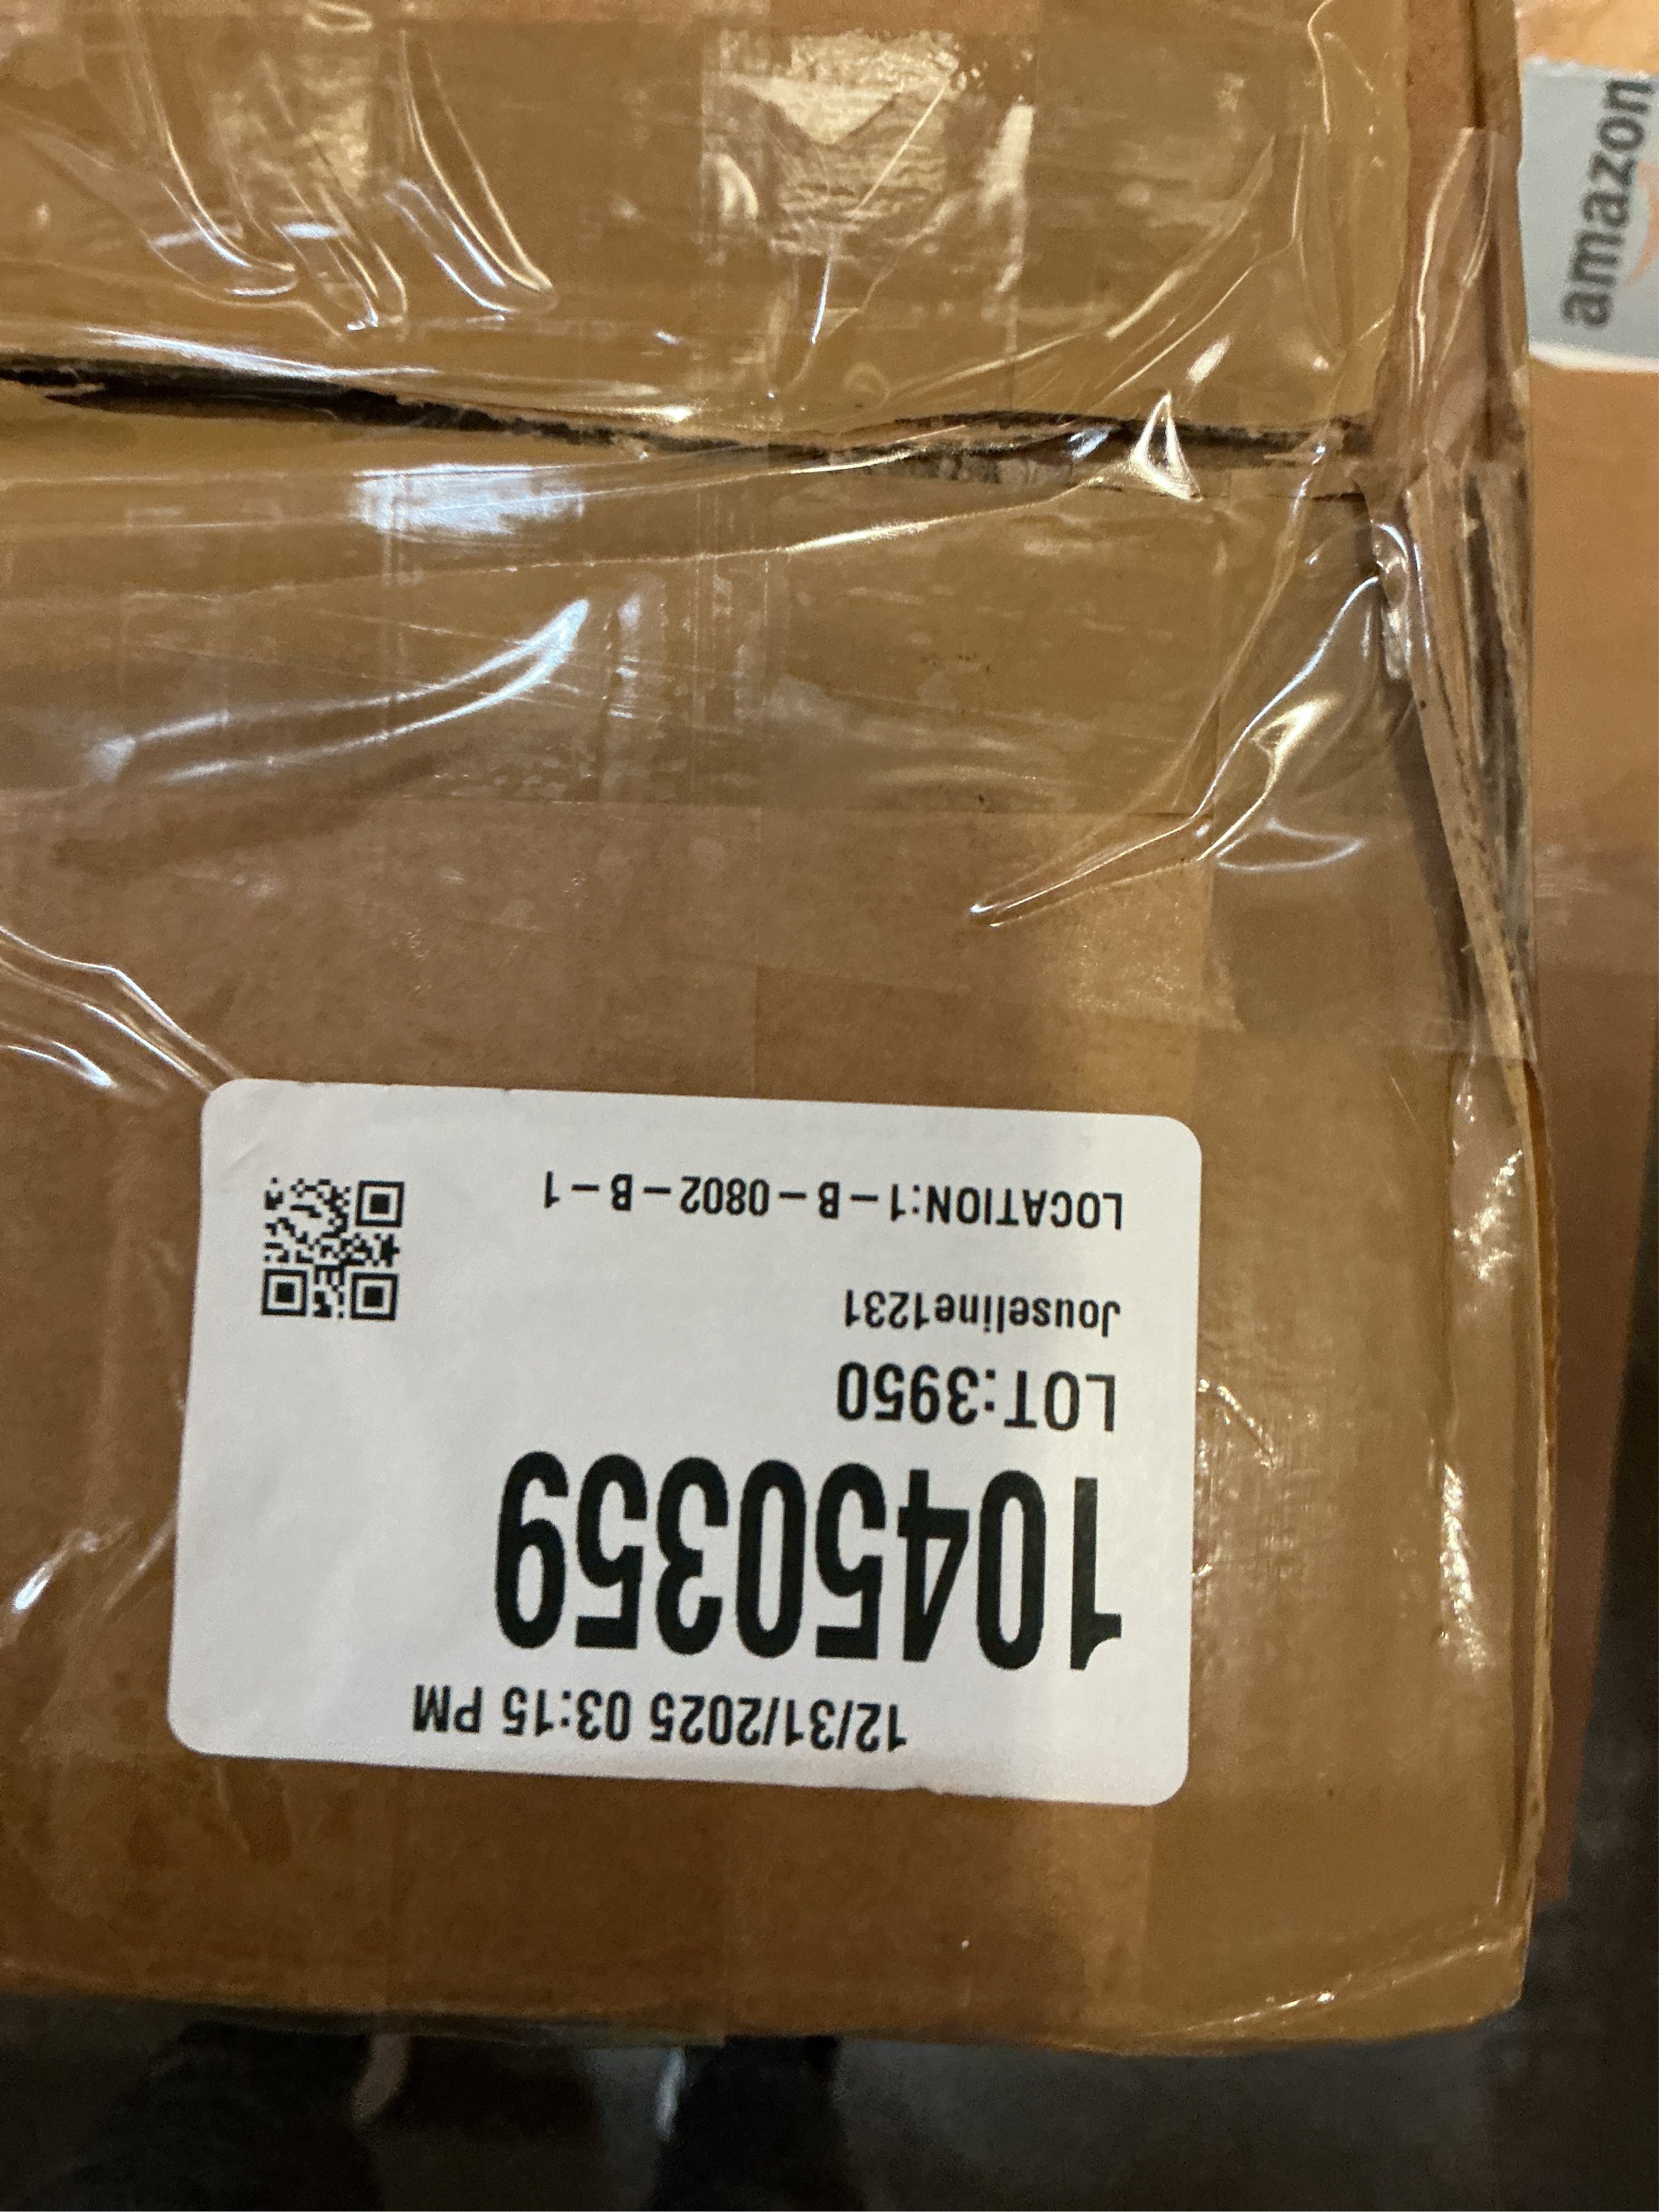 12/31/2025 03:15 PM
10450359
LOT:3950
Jouseline1231
LOCATION:1-B-0802-B-1
amazon